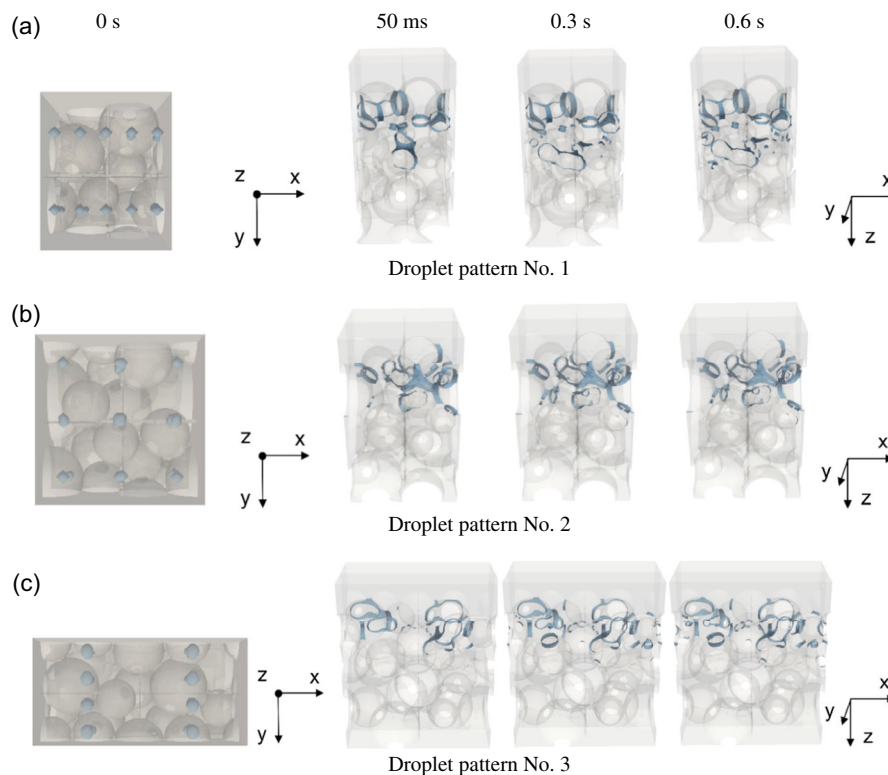 (a) 0 s 50 ms 0.3 s 0.6 s
z x
y
x
y
z
Droplet pattern No. 1
(b)
z x
y
x
y
z
Droplet pattern No. 2
(c)
z x
y
x
y
z
Droplet pattern No. 3